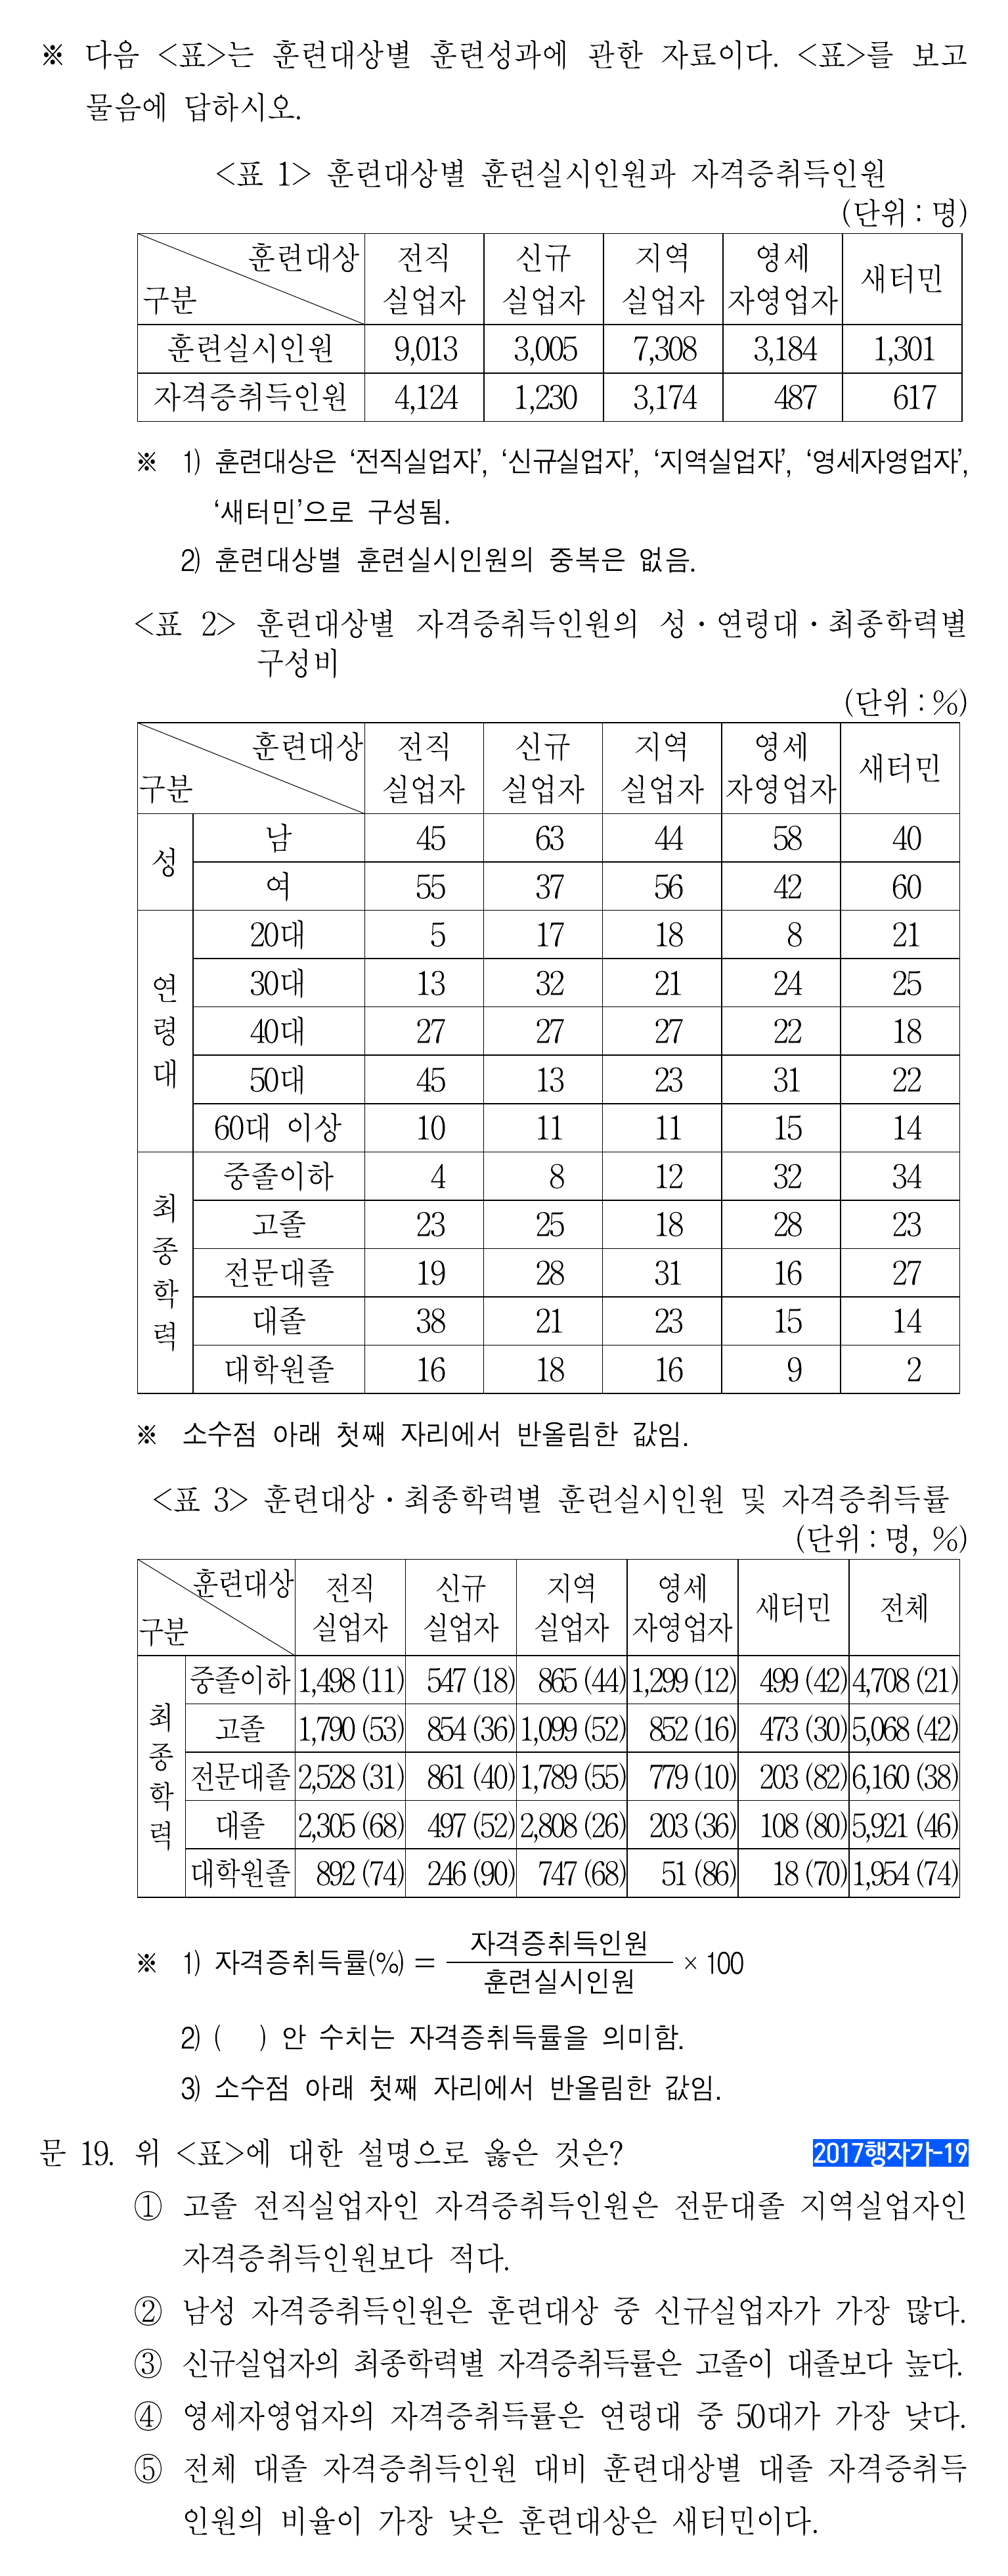 ※ 다음 <표>는 훈련대상별 훈련성과에 관한 자료이다. <표>를 보고
물음에 답하시오.
<표 1> 훈련대상별 훈련실시인원과 자격증취득인원
(단위 : 명)
훈련대상 구분 전직 실업자 신규 실업자 지역 실업자 영세 자영업자 새터민
훈련실시인원 9,013 3,005 7,308 3,184 1,301
자격증취득인원 4,124 1,230 3,174 487 617
※ 1) 훈련대상은 ‘전직실업자’, ‘신규실업자’, ‘지역실업자’, ‘영세자영업자’,
‘새터민’으로 구성됨.
2) 훈련대상별 훈련실시인원의 중복은 없음.
<표 2> 훈련대상별 자격증취득인원의 성·연령대·최종학력별
구성비
(단위 : %)
훈련대상 구분 전직 실업자 신규 실업자 지역 실업자 영세 자영업자 새터민
성 남 45 63 44 58 40
여 55 37 56 42 60
연령대 20대 5 17 18 8 21
30대 13 32 21 24 25
40대 27 27 27 22 18
50대 45 13 23 31 22
60대 이상 10 11 11 15 14
최종학력 중졸이하 4 8 12 32 34
고졸 23 25 18 28 23
전문대졸 19 28 31 16 27
대졸 38 21 23 15 14
대학원졸 16 18 16 9 2
※ 소수점 아래 첫째 자리에서 반올림한 값임.
<표 3> 훈련대상·최종학력별 훈련실시인원 및 자격증취득률
(단위 : 명, %)
훈련대상 구분 전직 실업자 신규 실업자 지역 실업자 영세 자영업자 새터민 전체
최종학력 중졸이하 1,498 (11) 547 (18) 865 (44) 1,299 (12) 499 (42) 4,708 (21)
고졸 1,790 (53) 854 (36) 1,099 (52) 852 (16) 473 (30) 5,068 (42)
전문대졸 2,528 (31) 861 (40) 1,789 (55) 779 (10) 203 (82) 6,160 (38)
대졸 2,305 (68) 497 (52) 2,808 (26) 203 (36) 108 (80) 5,921 (46)
대학원졸 892 (74) 246 (90) 747 (68) 51 (86) 18 (70) 1,954 (74)
※ 1) 자격증취득률(%) = 자격증취득인원 / 훈련실시인원 × 100
2) ( ) 안 수치는 자격증취득률을 의미함.
3) 소수점 아래 첫째 자리에서 반올림한 값임.
문 19. 위 <표>에 대한 설명으로 옳은 것은? 2017행자가-19
① 고졸 전직실업자인 자격증취득인원은 전문대졸 지역실업자인
자격증취득인원보다 적다.
② 남성 자격증취득인원은 훈련대상 중 신규실업자가 가장 많다.
③ 신규실업자의 최종학력별 자격증취득률은 고졸이 대졸보다 높다.
④ 영세자영업자의 자격증취득률은 연령대 중 50대가 가장 낮다.
⑤ 전체 대졸 자격증취득인원 대비 훈련대상별 대졸 자격증취득
인원의 비율이 가장 낮은 훈련대상은 새터민이다.